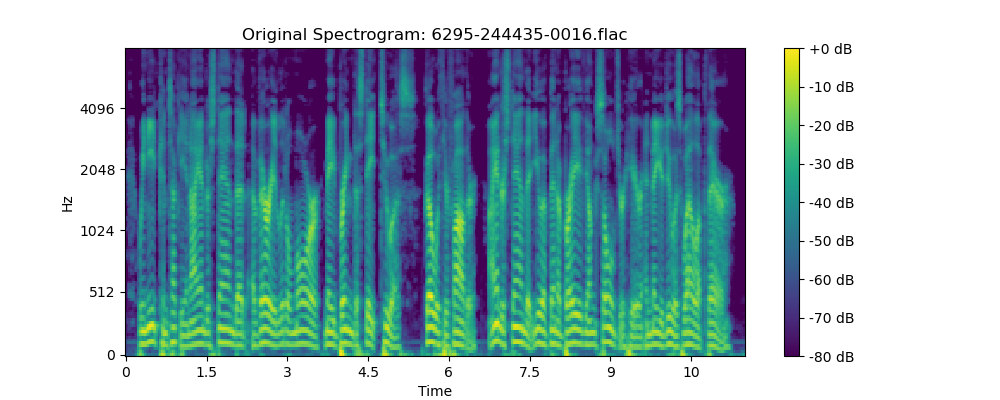 Original Spectrogram: 6295-244435-0016.flac
Hz
4096
2048
1024
512
0
0 1.5 3 4.5 6 7.5 9 10
Time
+0 dB
-10 dB
-20 dB
-30 dB
-40 dB
-50 dB
-60 dB
-70 dB
-80 dB